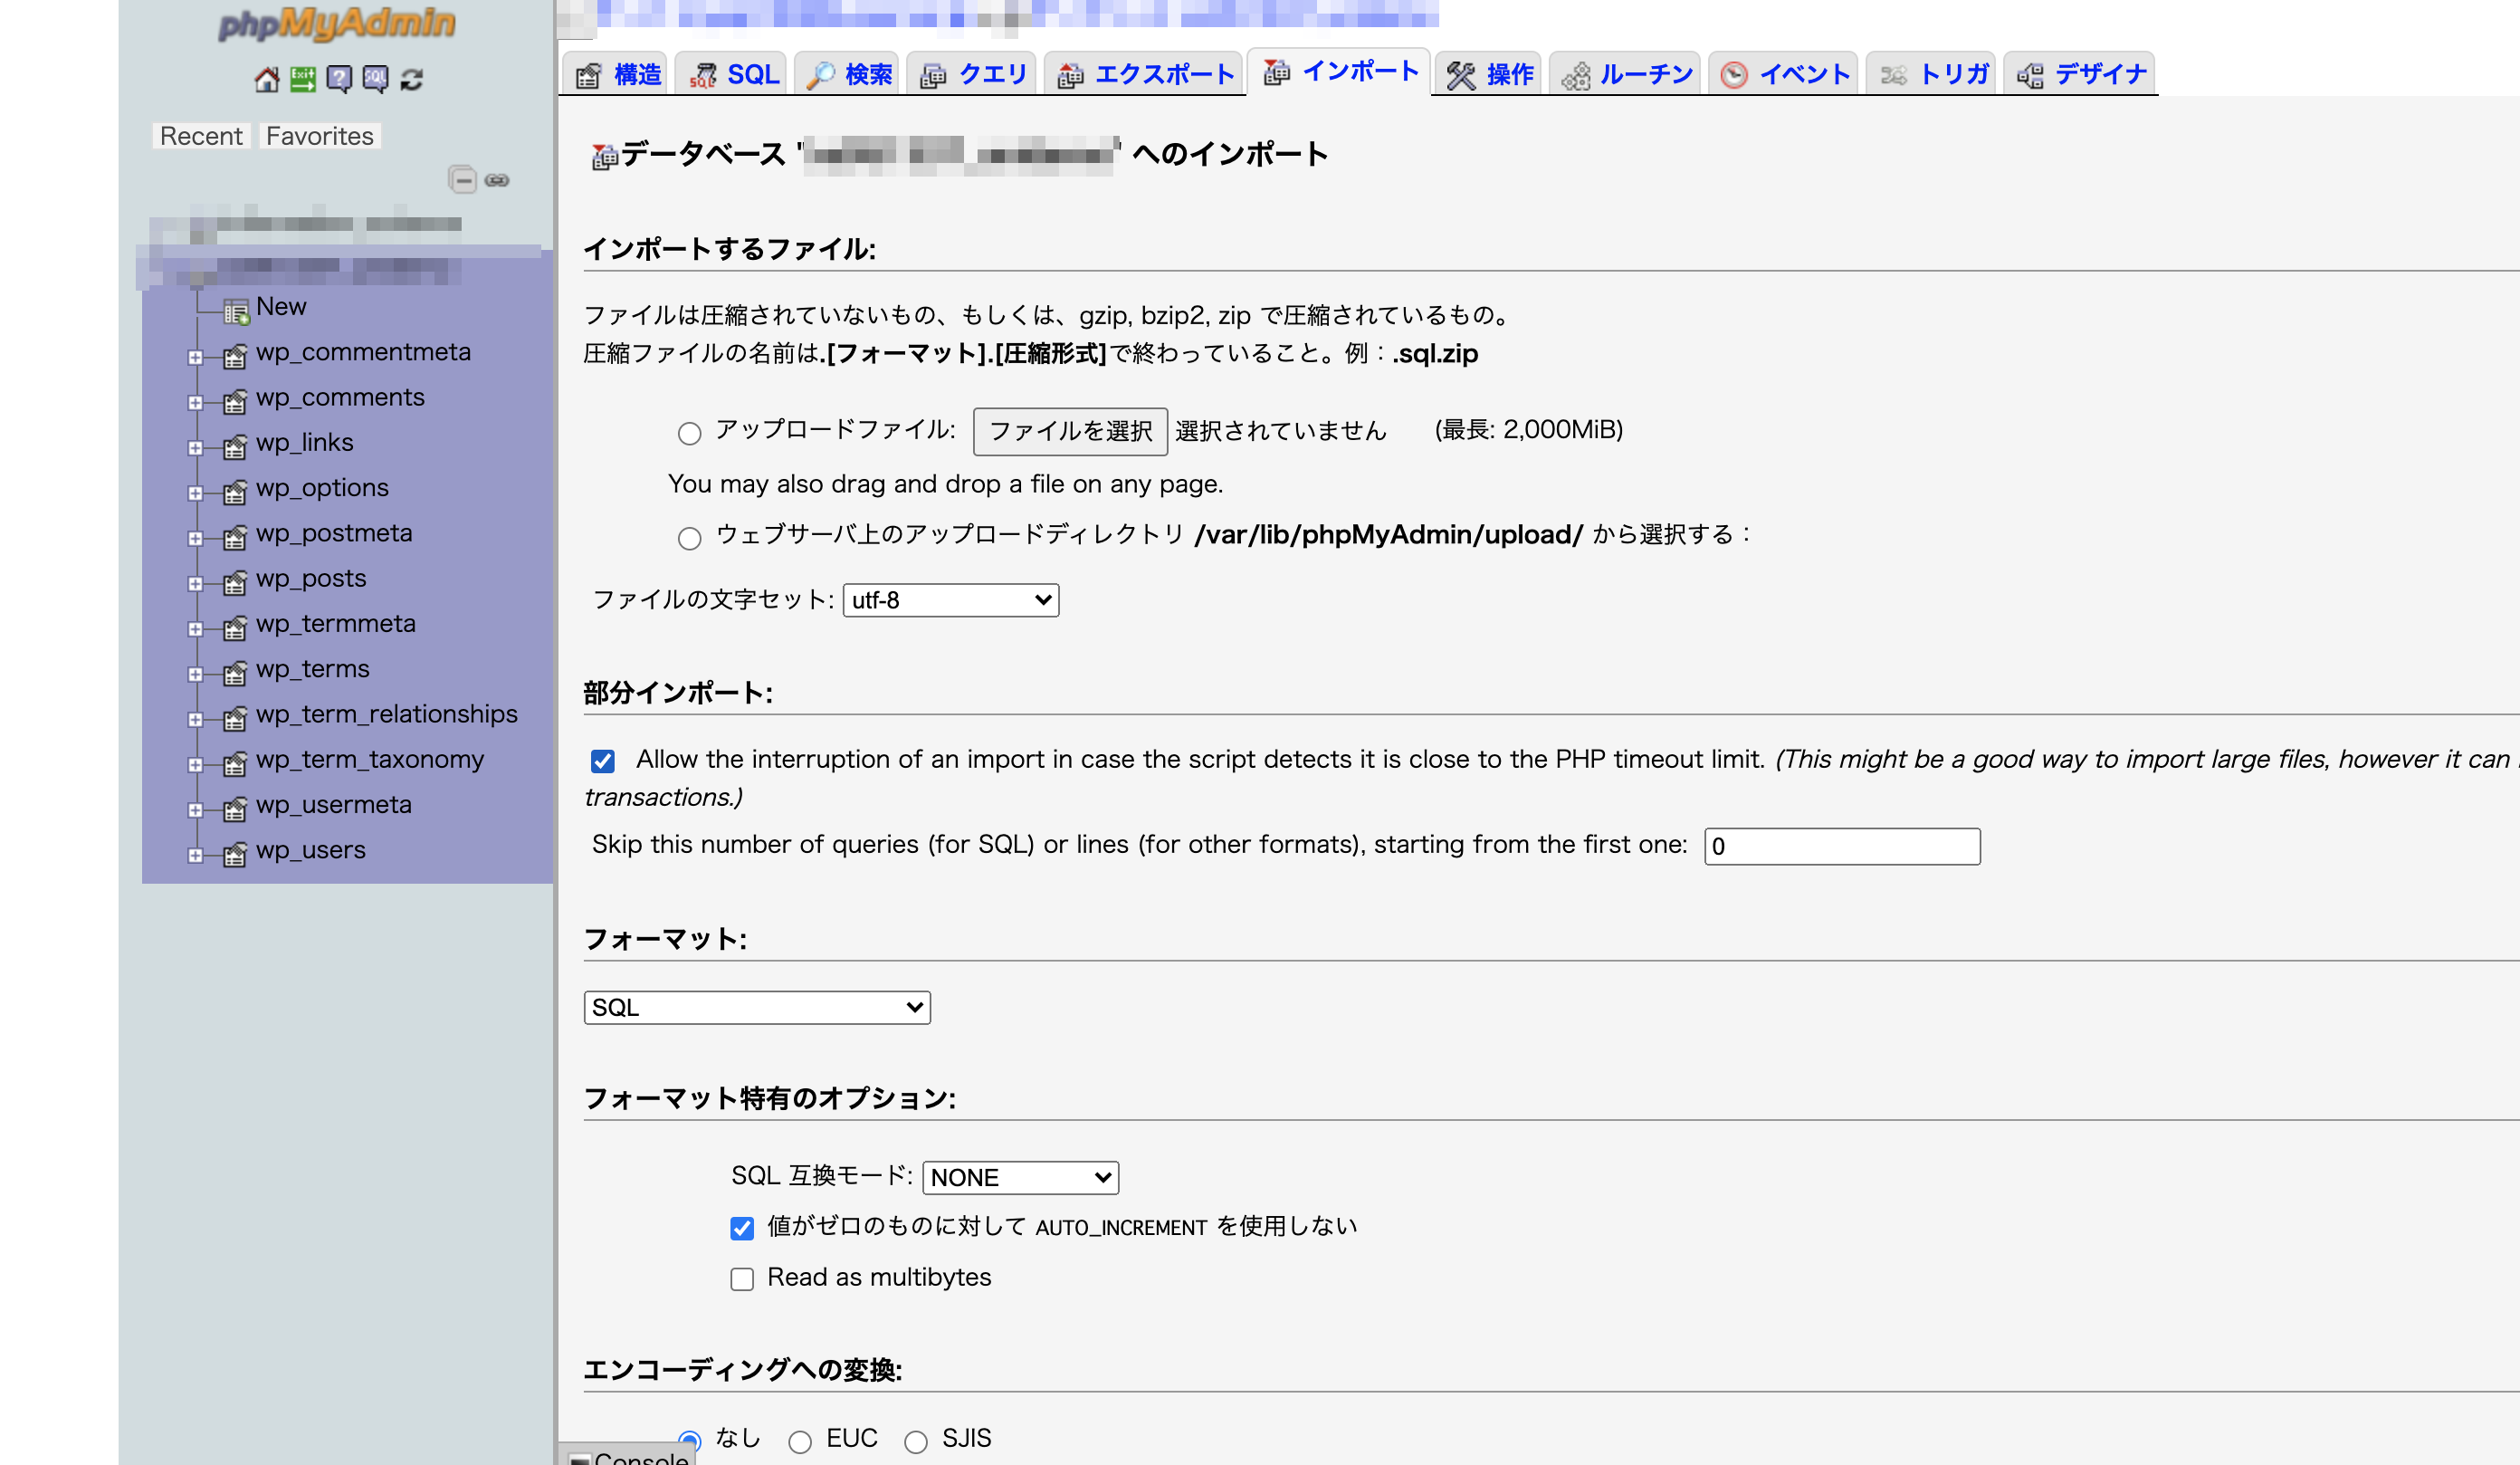 phpMyAdmin
Recent Favorites
New
wp_commentmeta
wp_comments
wp_links
wp_options
wp_postmeta
wp_posts
wp_termmeta
wp_terms
wp_term_relationships
wp_term_taxonomy
wp_usermeta
wp_users
構造 SQL 検索 クエリ エクスポート インポート 操作 ルーチン イベント トリガ デザイナ
データベース " " へのインポート
インポートするファイル:
ファイルは圧縮されていないもの、もしくは、gzip, bzip2, zip で圧縮されているもの。
圧縮ファイルの名前は.[フォーマット].[圧縮形式]で終わっていること。例：.sql.zip
アップロードファイル: ファイルを選択 選択されていません (最長: 2,000MiB)
You may also drag and drop a file on any page.
ウェブサーバ上のアップロードディレクトリ /var/lib/phpMyAdmin/upload/ から選択する：
ファイルの文字セット: utf-8
部分インポート:
Allow the interruption of an import in case the script detects it is close to the PHP timeout limit. (This might be a good way to import large files, however it can
transactions.)
Skip this number of queries (for SQL) or lines (for other formats), starting from the first one: 0
フォーマット:
SQL
フォーマット特有のオプション:
SQL 互換モード: NONE
値がゼロのものに対して AUTO_INCREMENT を使用しない
Read as multibytes
エンコーディングへの変換:
なし EUC SJIS
Console